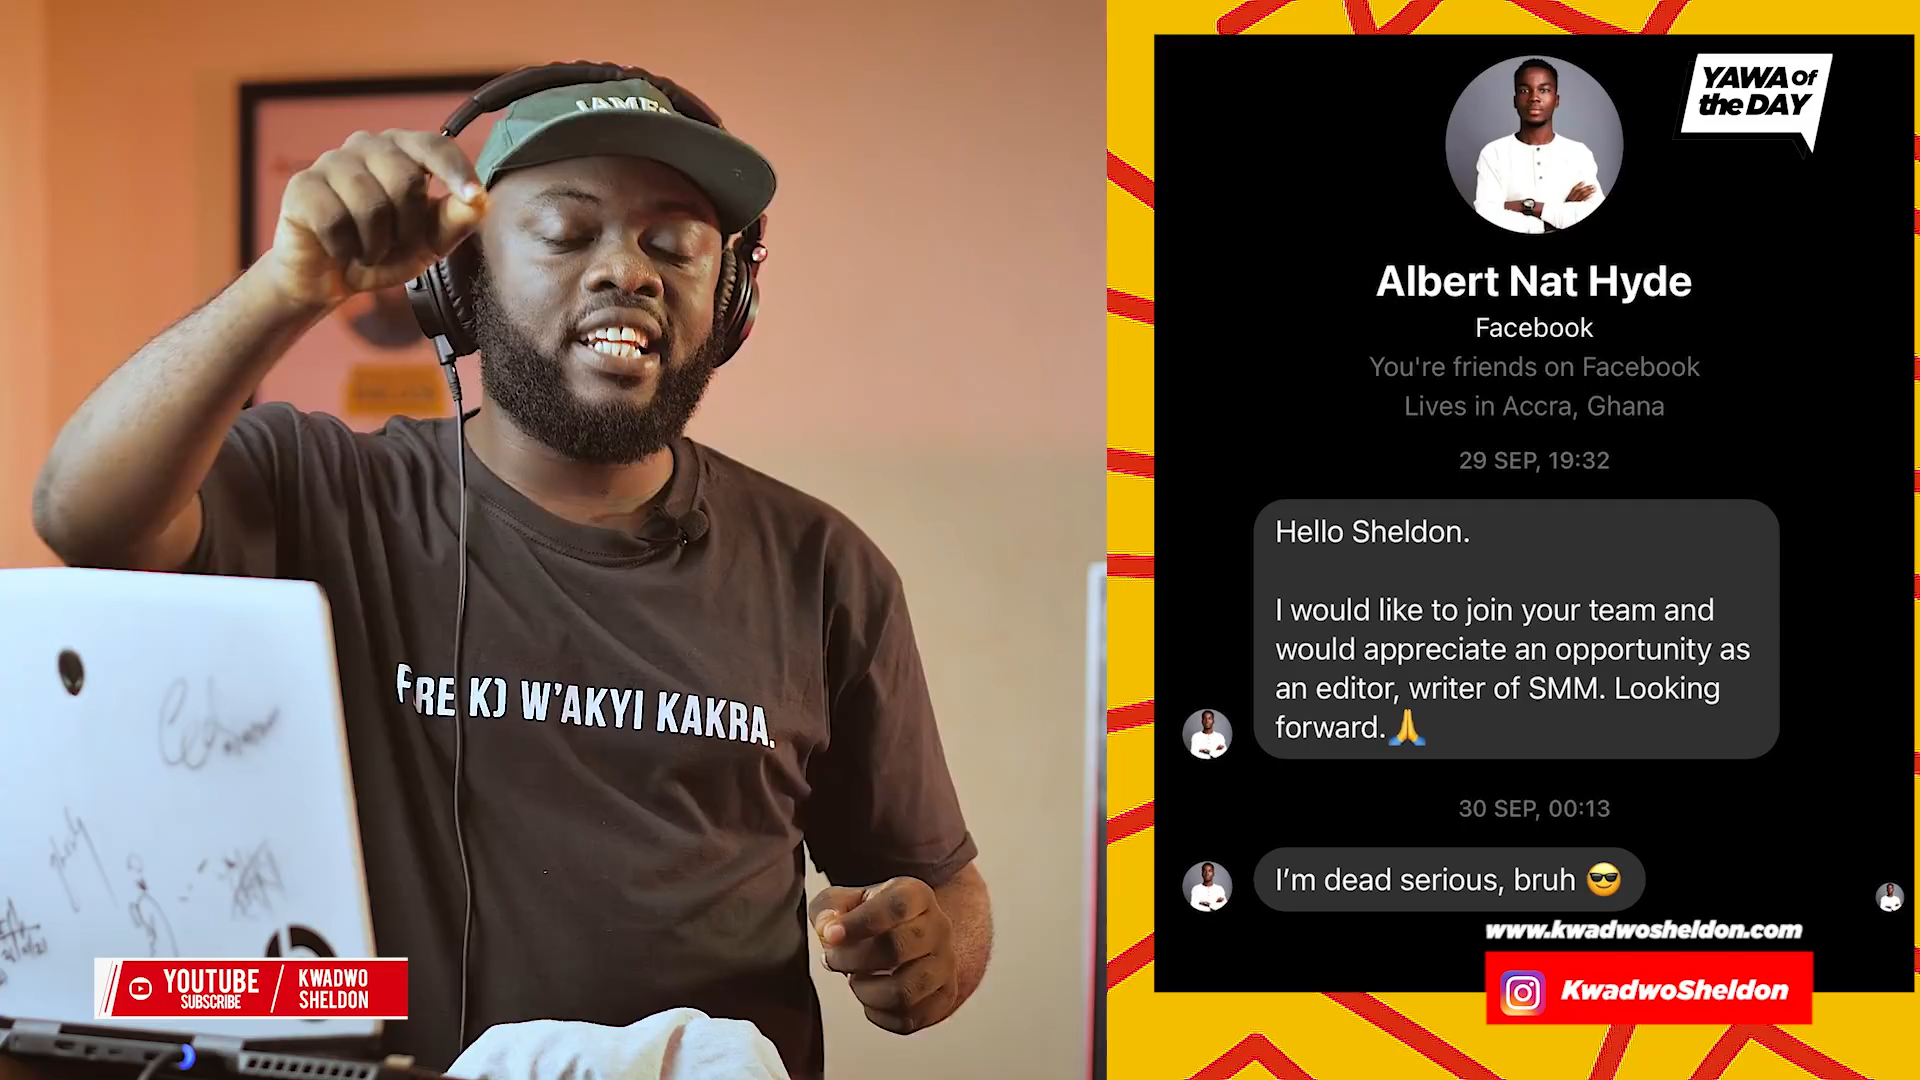 JAMES
FRE KƆ W'AKYI KAKRA.
YOUTUBE
SUBSCRIBE
KWADWO
SHELDON
YAWA of
the DAY
Albert Nat Hyde
Facebook
You're friends on Facebook
Lives in Accra, Ghana
29 SEP, 19:32
Hello Sheldon.
I would like to join your team and
would appreciate an opportunity as
an editor, writer of SMM. Looking
forward.🙏
30 SEP, 00:13
I'm dead serious, bruh 😎
www.kwadwosheldon.com
KwadwoSheldon